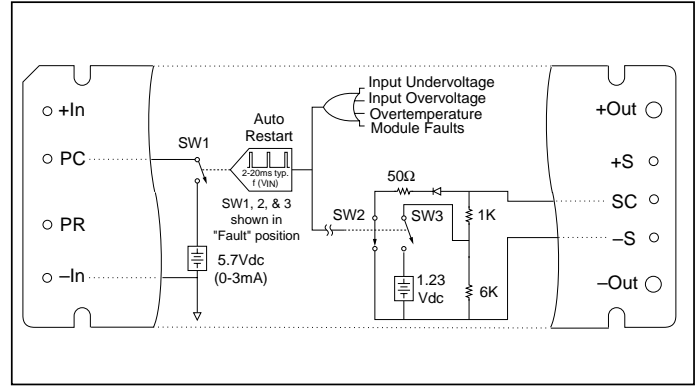 +In
PC
PR
–In
SW1
Auto
Restart
2-20ms typ.
f (VIN)
SW1, 2, & 3
shown in
"Fault" position
5.7Vdc
(0-3mA)
Input Undervoltage
Input Overvoltage
Overtemperature
Module Faults
50Ω
SW2
SW3
1K
1.23
Vdc
6K
+Out
+S
SC
–S
–Out